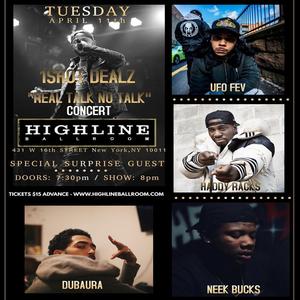 TUESDAY
APRIL 11th
1SHOT DEALZ
"REAL TALK NO TALK"
CONCERT
HIGHLINE
BALLROOM
431 W 16th STREET New York,NY 10011
SPECIAL SURPRISE GUEST
DOORS: 7:30pm / SHOW: 8pm
TICKETS $15 ADVANCE - WWW.HIGHLINEBALLROOM.COM
UFO FEV
HADDY RACKS
DUBAURA
NEEK BUCKS